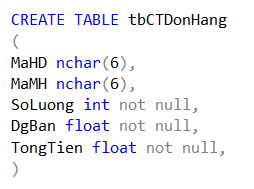 CREATE TABLE tbCTDonHang
(
MaHD nchar(6),
MaMH nchar(6),
SoLuong int not null,
DgBan float not null,
TongTien float not null,
)